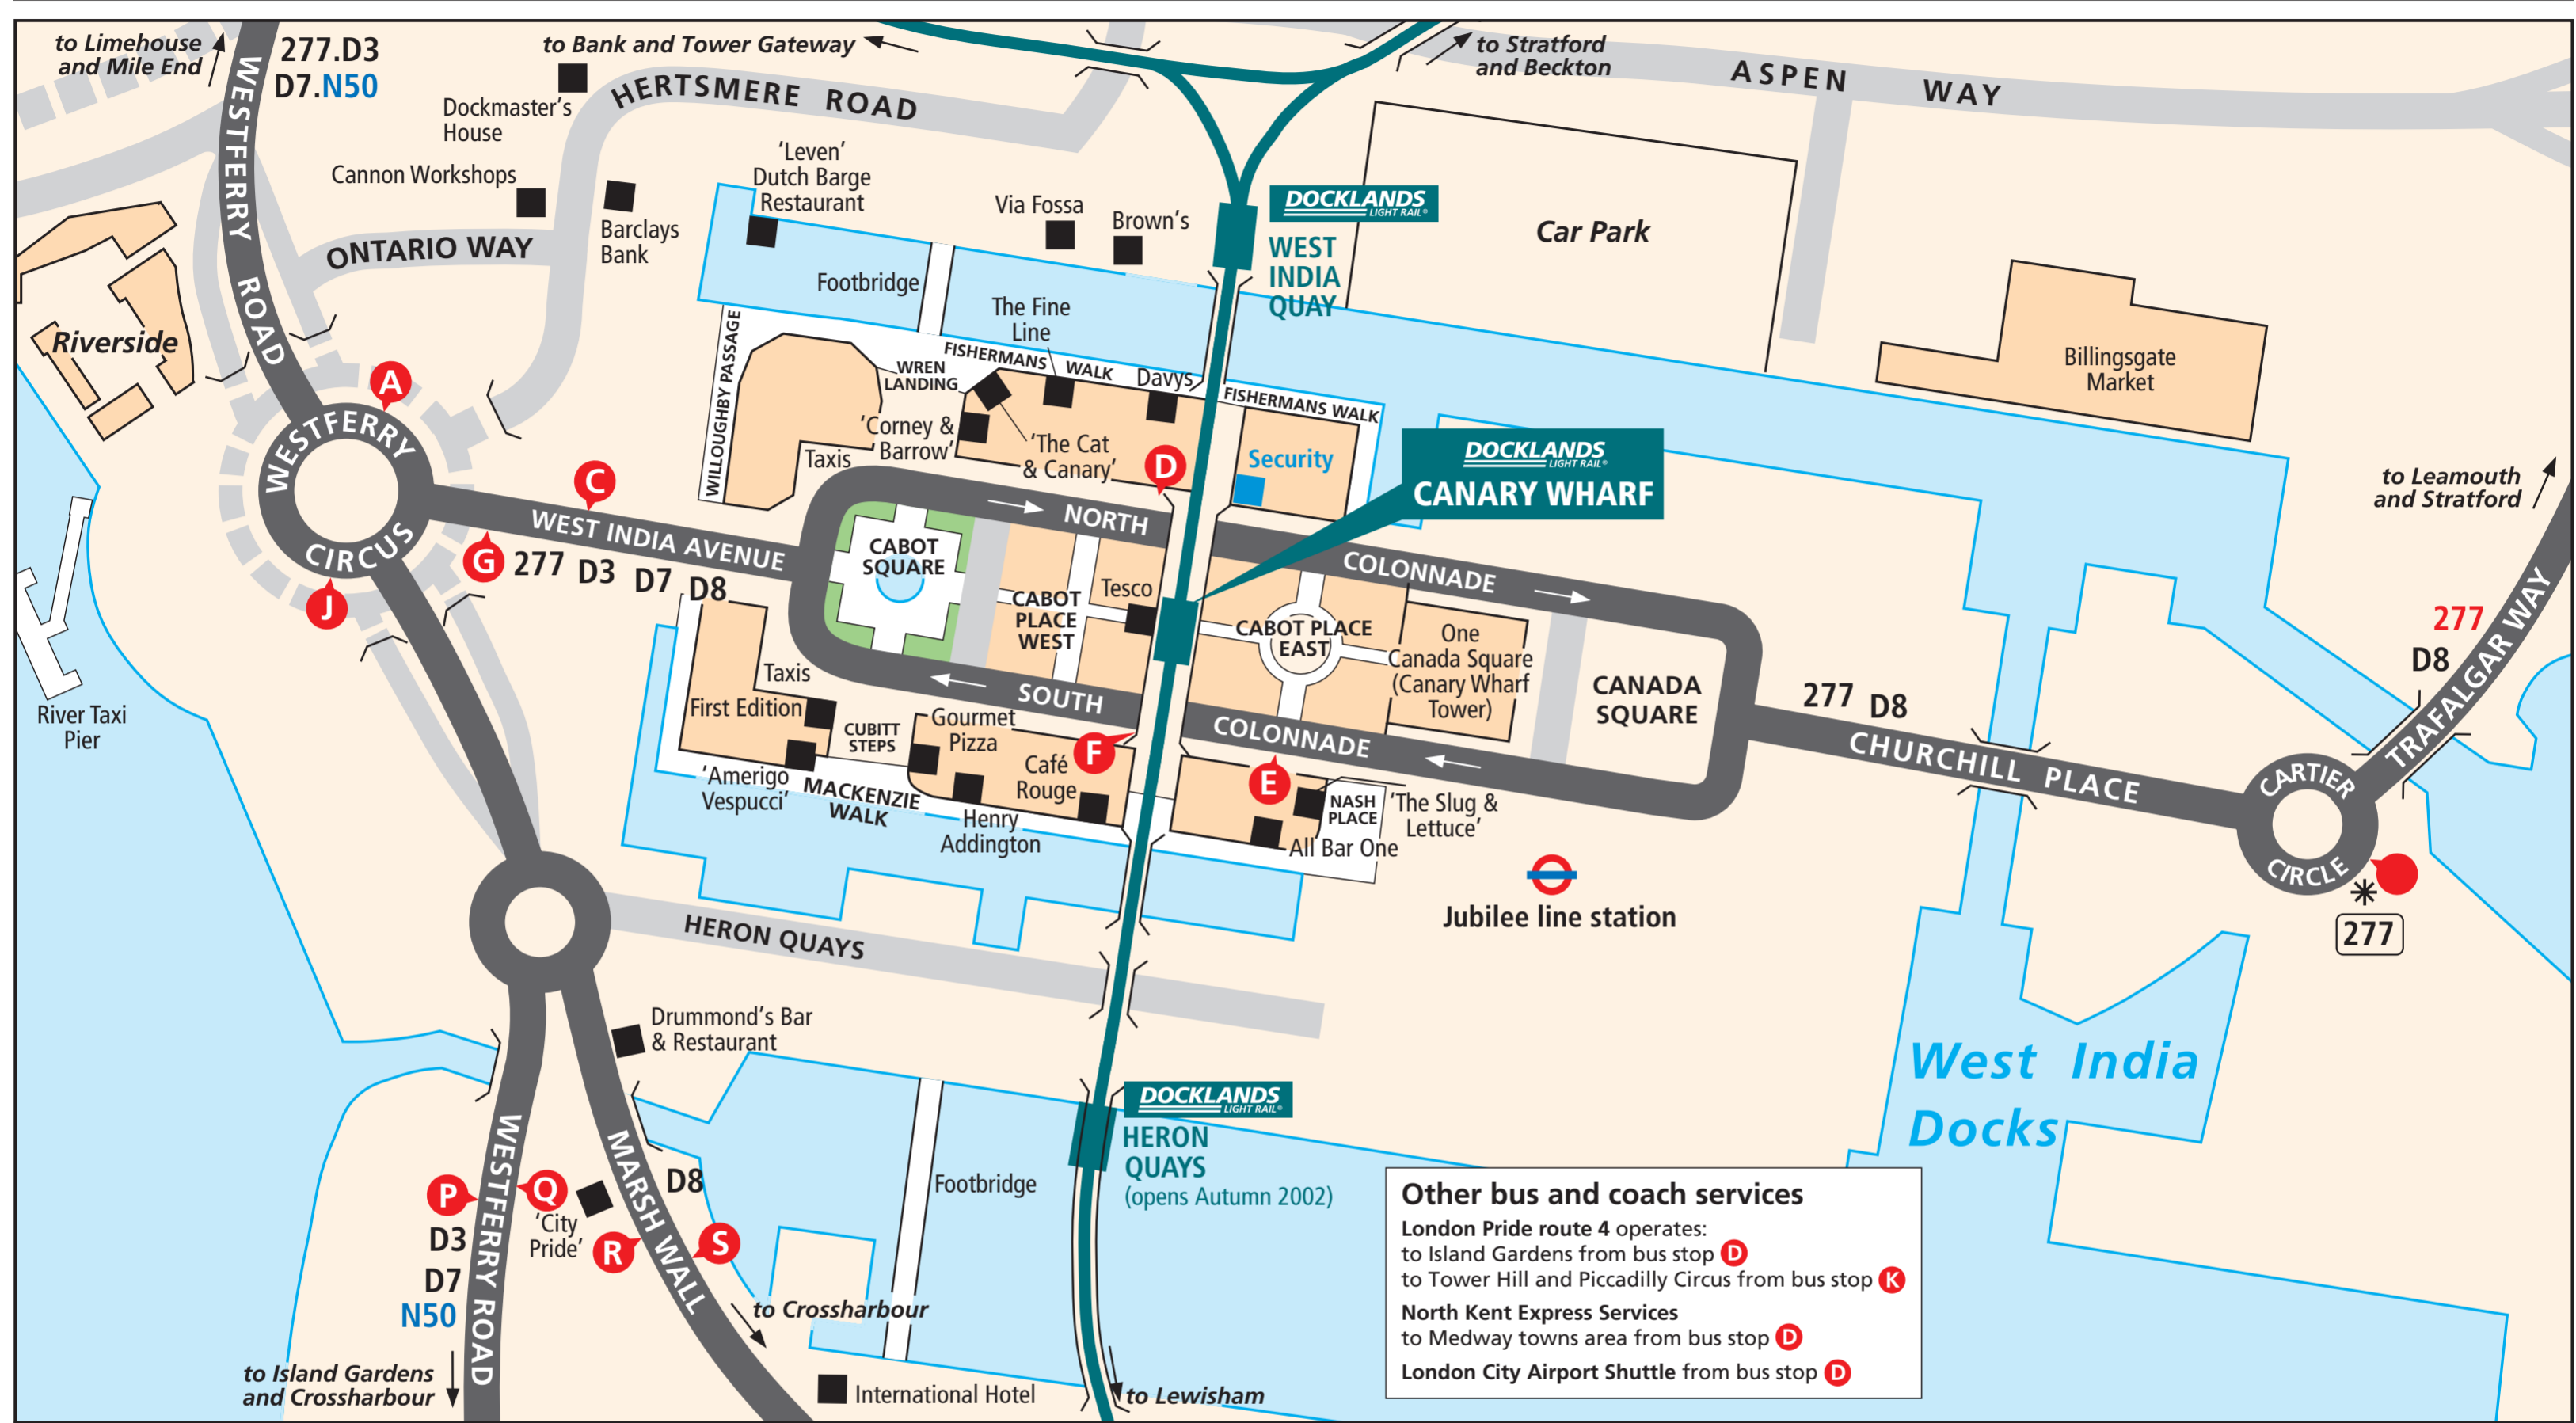 to Limehouse
and Mile End
277.D3
D7.N50
to Bank and Tower Gateway
to Stratford
and Beckton
ASPEN WAY
WESTFERRY ROAD
Dockmaster's
House
HERTSMERE ROAD
Cannon Workshops
'Leven'
Dutch Barge
Restaurant
Barclays
Bank
Via Fossa
Brown's
DOCKLANDS
LIGHT RAIL®
WEST
INDIA
QUAY
Car Park
ONTARIO WAY
Footbridge
The Fine
Line
Riverside
Billingsgate
Market
WILLOUGHBY PASSAGE
WREN
LANDING
FISHERMANS WALK
Davys
FISHERMANS WALK
A
WESTFERRY
CIRCUS
'Corney &
Barrow'
'The Cat
& Canary'
Taxis
D
Security
DOCKLANDS
LIGHT RAIL®
CANARY WHARF
to Leamouth
and Stratford
C
WEST INDIA AVENUE
NORTH
COLONNADE
CABOT
SQUARE
G
277 D3 D7 D8
J
Tesco
CABOT
PLACE
WEST
CABOT PLACE
EAST
One
Canada Square
(Canary Wharf
Tower)
CANADA
SQUARE
277
D8
TRAFALGAR WAY
277 D8
CHURCHILL PLACE
CARTIER
CIRCLE
277
River Taxi
Pier
Taxis
First Edition
CUBITT
STEPS
Gourmet
Pizza
SOUTH
COLONNADE
F
E
Café
Rouge
'Amerigo
Vespucci'
MACKENZIE
WALK
Henry
Addington
NASH
PLACE
'The Slug &
Lettuce'
All Bar One
Jubilee line station
HERON QUAYS
Drummond's Bar
& Restaurant
West India
Docks
DOCKLANDS
LIGHT RAIL®
HERON
QUAYS
(opens Autumn 2002)
WESTFERRY ROAD
MARSH WALL
D8
Footbridge
P
Q
'City
Pride'
R
S
D3
D7
N50
to Crossharbour
to Island Gardens
and Crossharbour
International Hotel
to Lewisham
Other bus and coach services
London Pride route 4 operates:
to Island Gardens from bus stop D
to Tower Hill and Piccadilly Circus from bus stop K
North Kent Express Services
to Medway towns area from bus stop D
London City Airport Shuttle from bus stop D